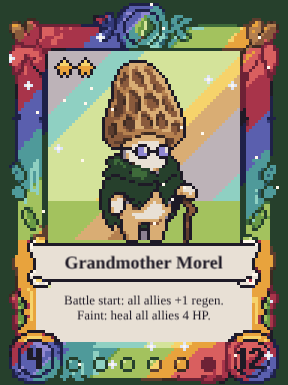 Grandmother Morel
Battle start: all allies +1 regen.
Faint: heal all allies 4 HP.
4
12